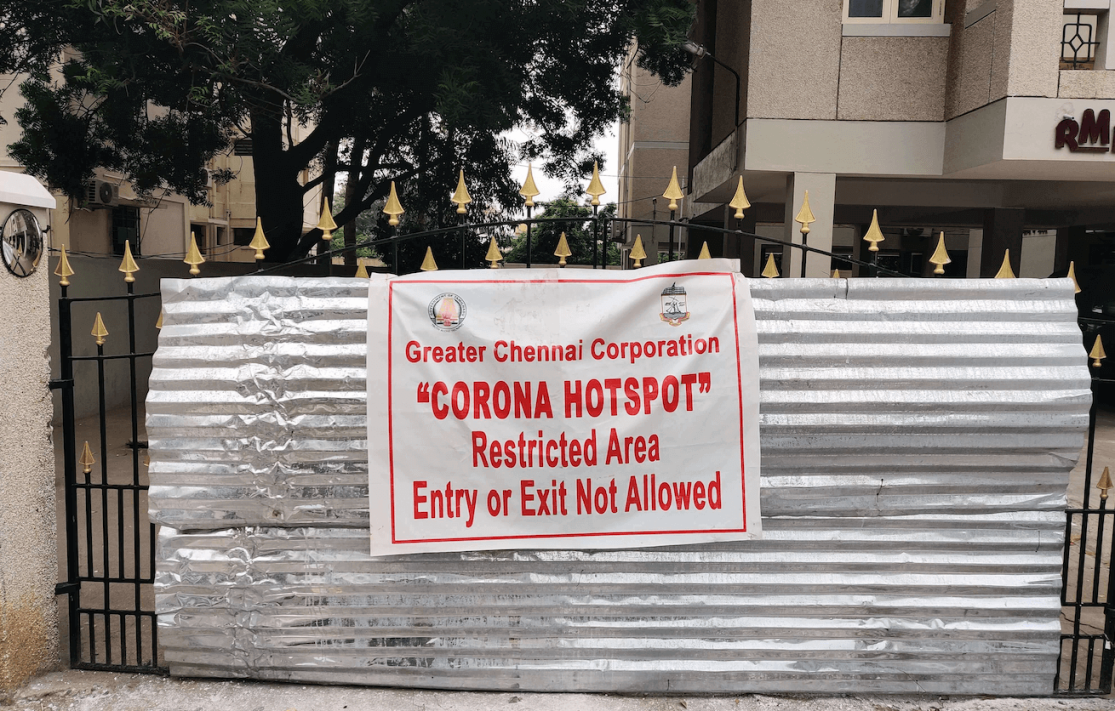 Greater Chennai Corporation
“CORONA HOTSPOT”
Restricted Area
Entry or Exit Not Allowed